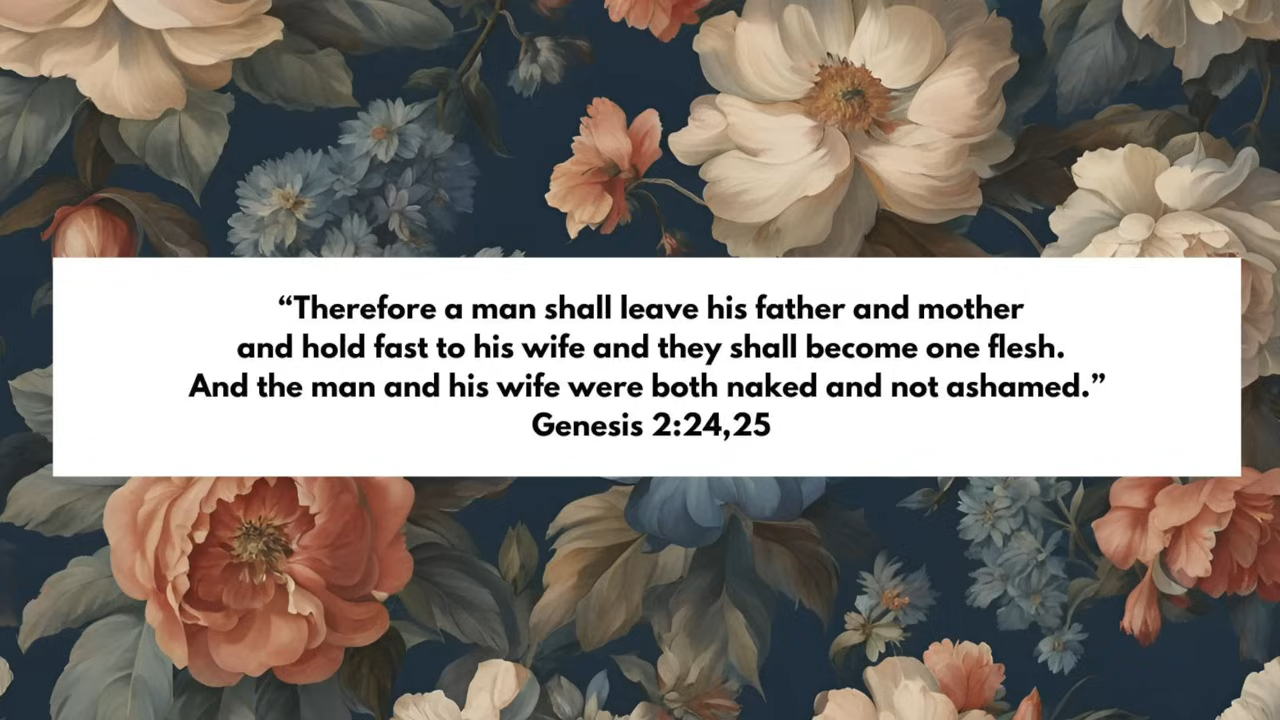 “Therefore a man shall leave his father and mother
and hold fast to his wife and they shall become one flesh.
And the man and his wife were both naked and not ashamed.”
Genesis 2:24,25